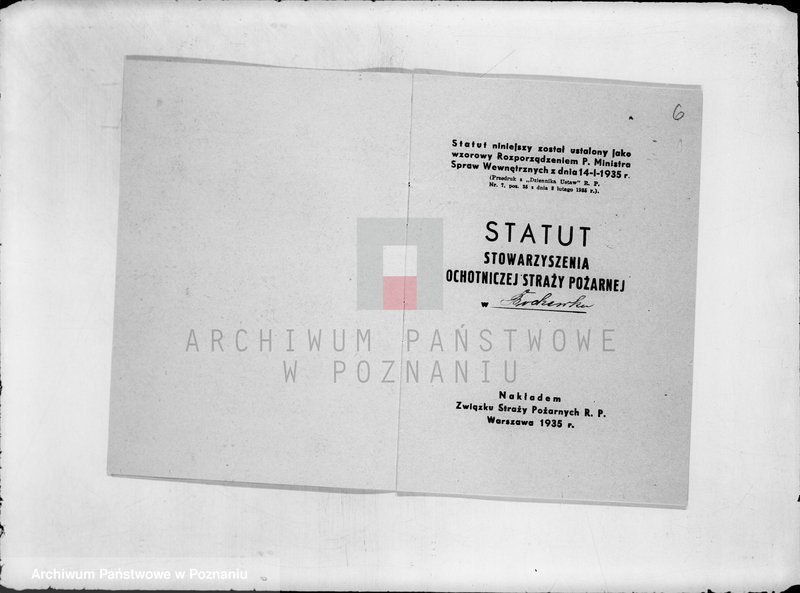 6
Statut niniejszy został ustalony jako
wzorowy Rozporządzeniem P. Ministra
Spraw Wewnętrznych z dnia 14-I-1935 r.
(Przedruk z „Dziennika Ustaw” R. P.
Nr. 7, poz. 35 z dnia 8 lutego 1935 r.).
STATUT
STOWARZYSZENIA
OCHOTNICZEJ STRAŻY POŻARNEJ
w
ARCHIWUM PAŃSTWOWE
W POZNANIU
Nakładem
Związku Straży Pożarnych R. P.
Warszawa 1935 r.
Archiwum Państwowe w Poznaniu